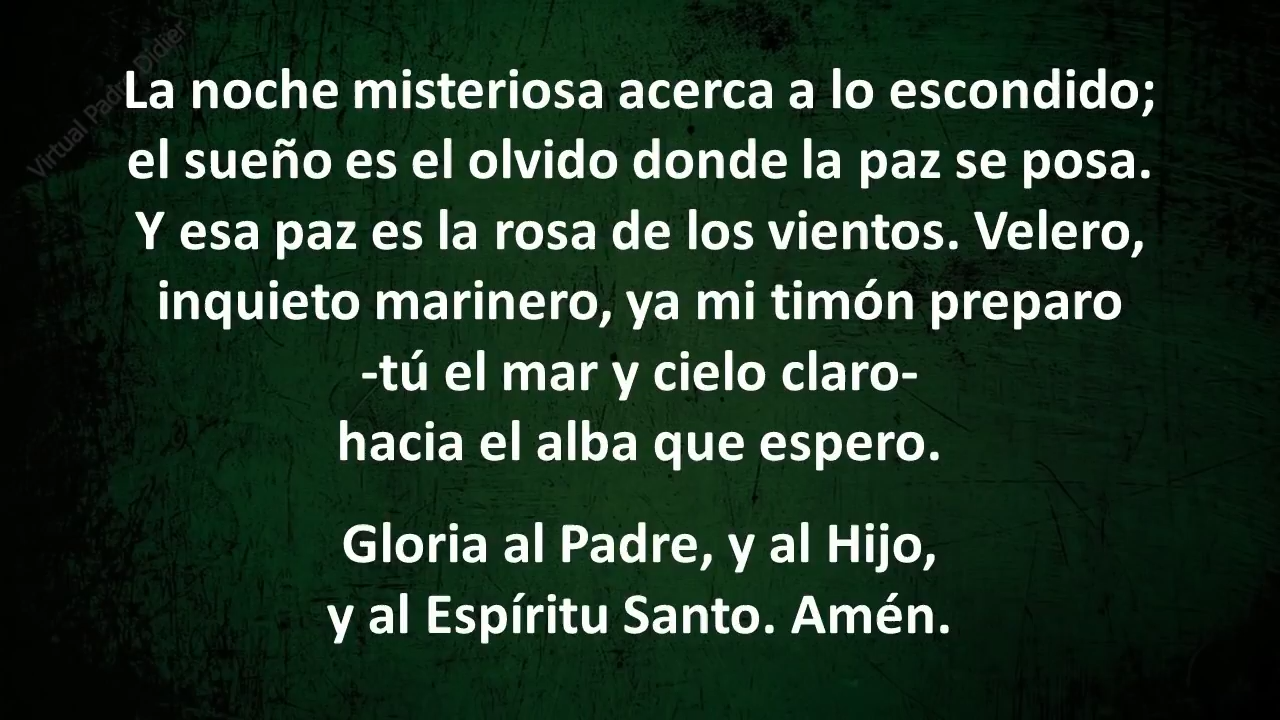 Virtual Padre Didier
La noche misteriosa acerca a lo escondido;
el sueño es el olvido donde la paz se posa.
Y esa paz es la rosa de los vientos. Velero,
inquieto marinero, ya mi timón preparo
-tú el mar y cielo claro-
hacia el alba que espero.
Gloria al Padre, y al Hijo,
y al Espíritu Santo. Amén.